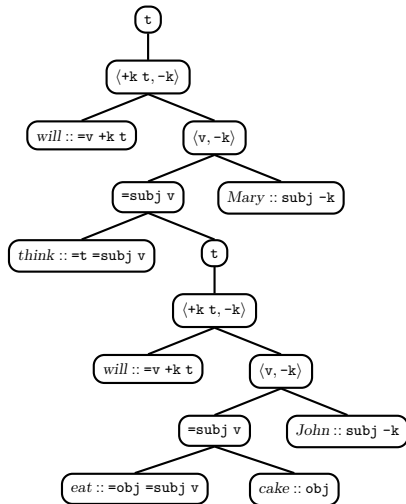 t
⟨+k t, -k⟩
will :: =v +k t
⟨v, -k⟩
=subj v
Mary :: subj -k
think :: =t =subj v
t
⟨+k t, -k⟩
will :: =v +k t
⟨v, -k⟩
=subj v
John :: subj -k
eat :: =obj =subj v
cake :: obj